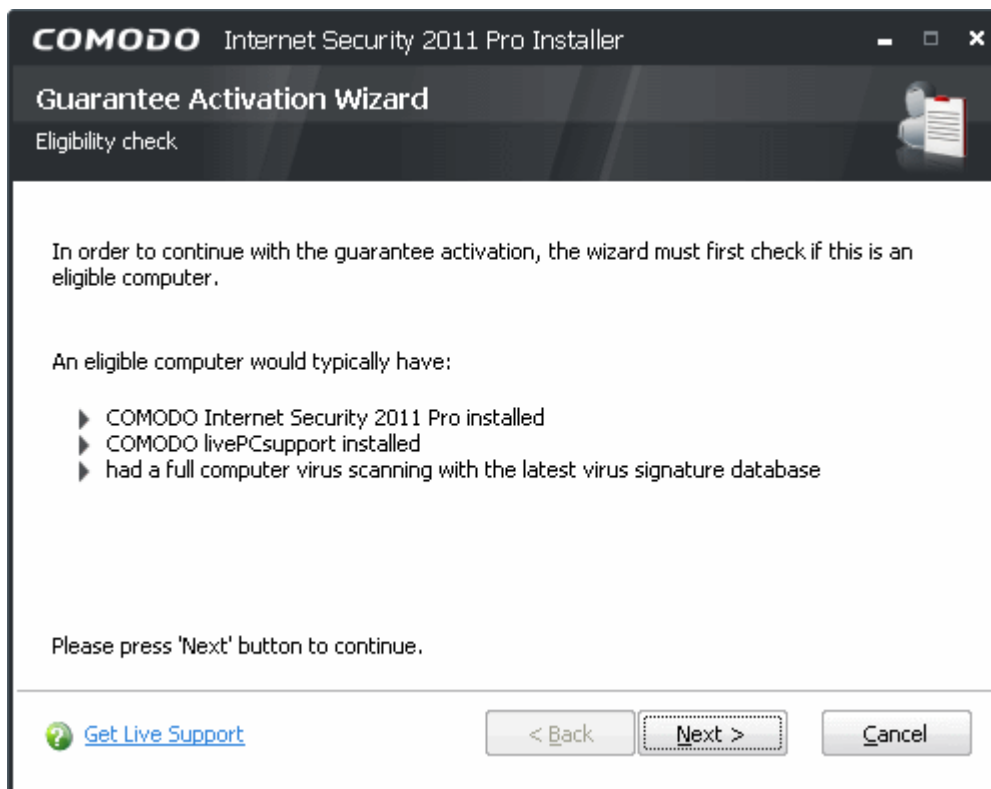 COMODO Internet Security 2011 Pro Installer
Guarantee Activation Wizard
Eligibility check
In order to continue with the guarantee activation, the wizard must first check if this is an
eligible computer.
An eligible computer would typically have:
COMODO Internet Security 2011 Pro installed
COMODO livePCsupport installed
had a full computer virus scanning with the latest virus signature database
Please press 'Next' button to continue.
Get Live Support
< Back
Next >
Cancel